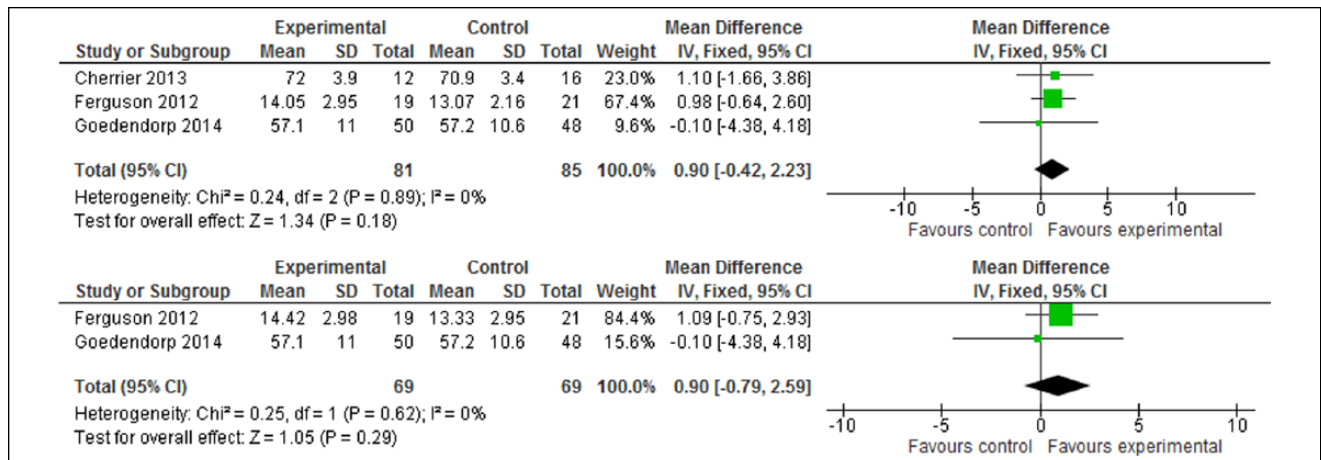 Experimental Control Mean Difference Mean Difference
Study or Subgroup Mean SD Total Mean SD Total Weight IV, Fixed, 95% CI IV, Fixed, 95% CI
Cherrier 2013 72 3.9 12 70.9 3.4 16 23.0% 1.10 [-1.66, 3.86]
Ferguson 2012 14.05 2.95 19 13.07 2.16 21 67.4% 0.98 [-0.64, 2.60]
Goedendorp 2014 57.1 11 50 57.2 10.6 48 9.6% -0.10 [-4.38, 4.18]
Total (95% CI) 81 85 100.0% 0.90 [-0.42, 2.23]
Heterogeneity: Chi² = 0.24, df = 2 (P = 0.89); I² = 0%
Test for overall effect: Z = 1.34 (P = 0.18)
-10 -5 0 5 10
Favours control Favours experimental
Experimental Control Mean Difference Mean Difference
Study or Subgroup Mean SD Total Mean SD Total Weight IV, Fixed, 95% CI IV, Fixed, 95% CI
Ferguson 2012 14.42 2.98 19 13.33 2.95 21 84.4% 1.09 [-0.75, 2.93]
Goedendorp 2014 57.1 11 50 57.2 10.6 48 15.6% -0.10 [-4.38, 4.18]
Total (95% CI) 69 69 100.0% 0.90 [-0.79, 2.59]
Heterogeneity: Chi² = 0.25, df = 1 (P = 0.62); I² = 0%
Test for overall effect: Z = 1.05 (P = 0.29)
-10 -5 0 5 10
Favours control Favours experimental